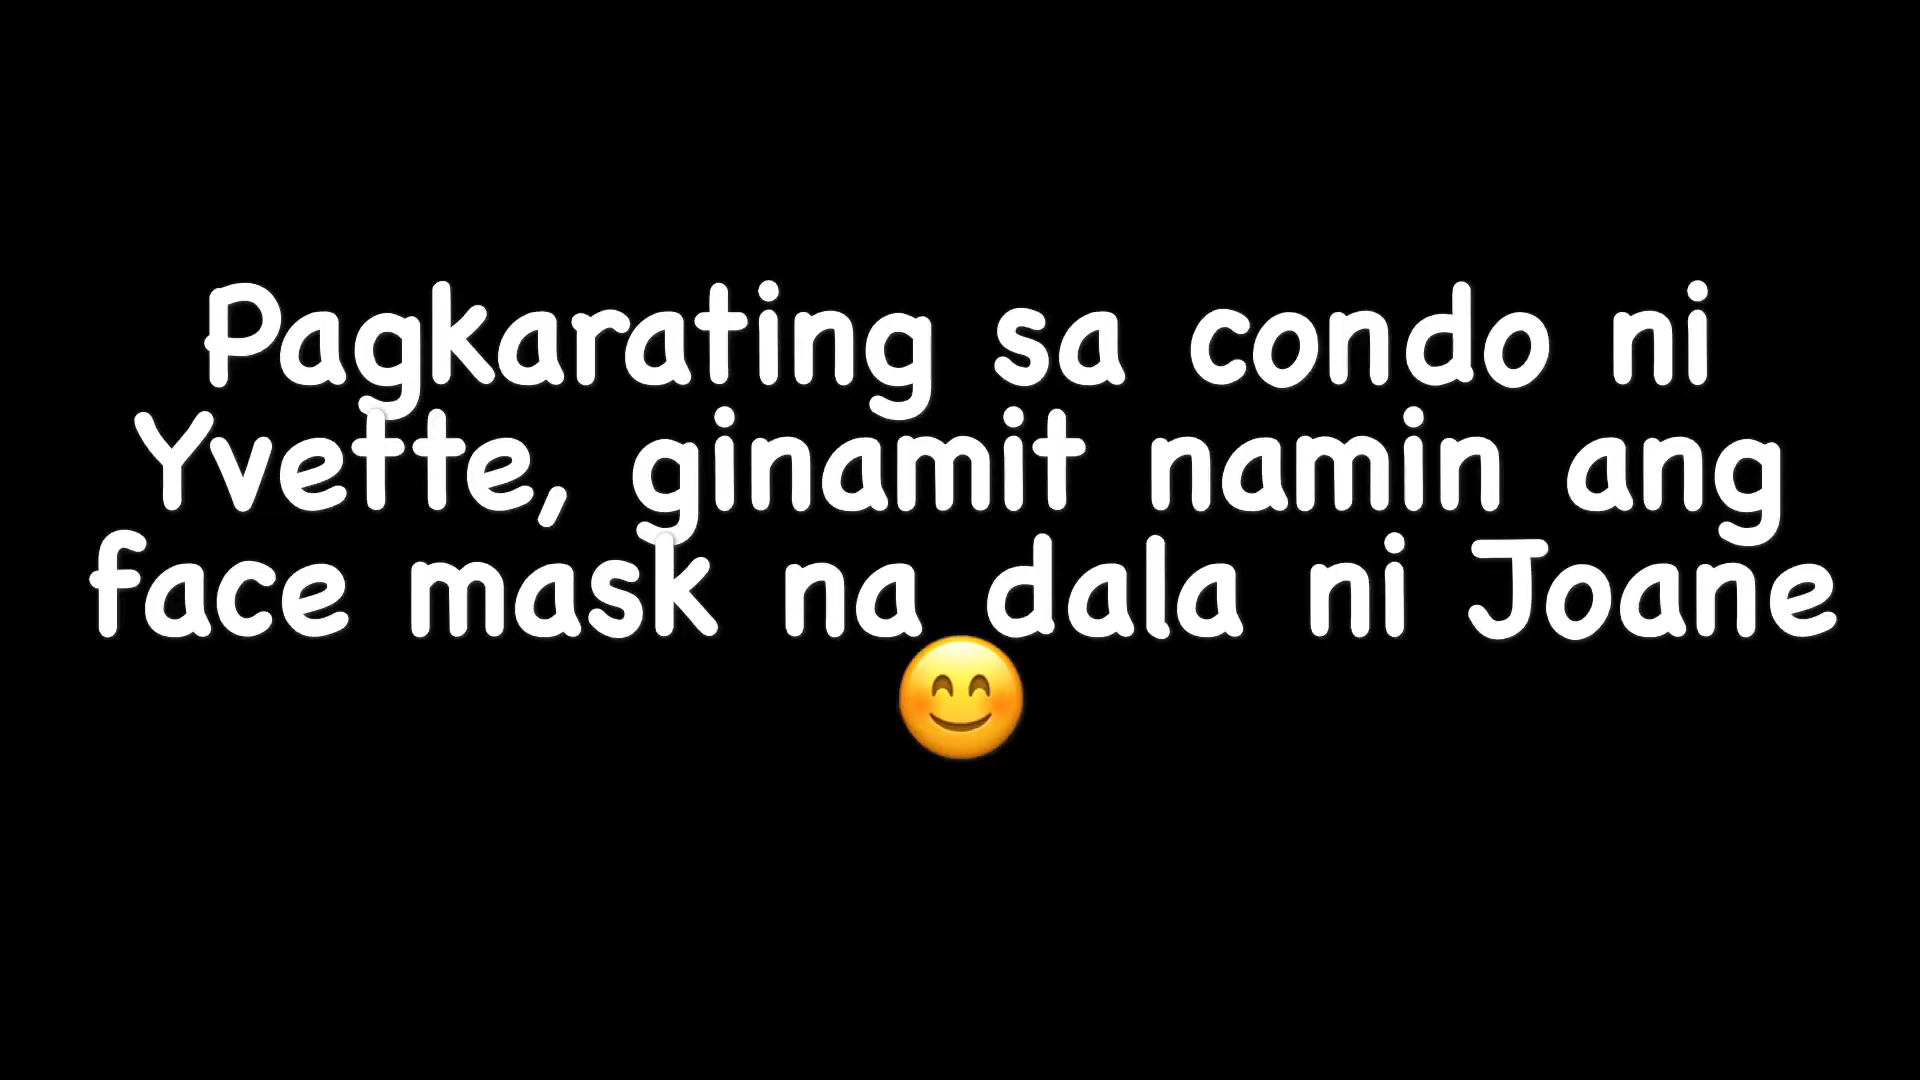 Pagkarating sa condo ni
Yvette, ginamit namin ang
face mask na dala ni Joane
😊